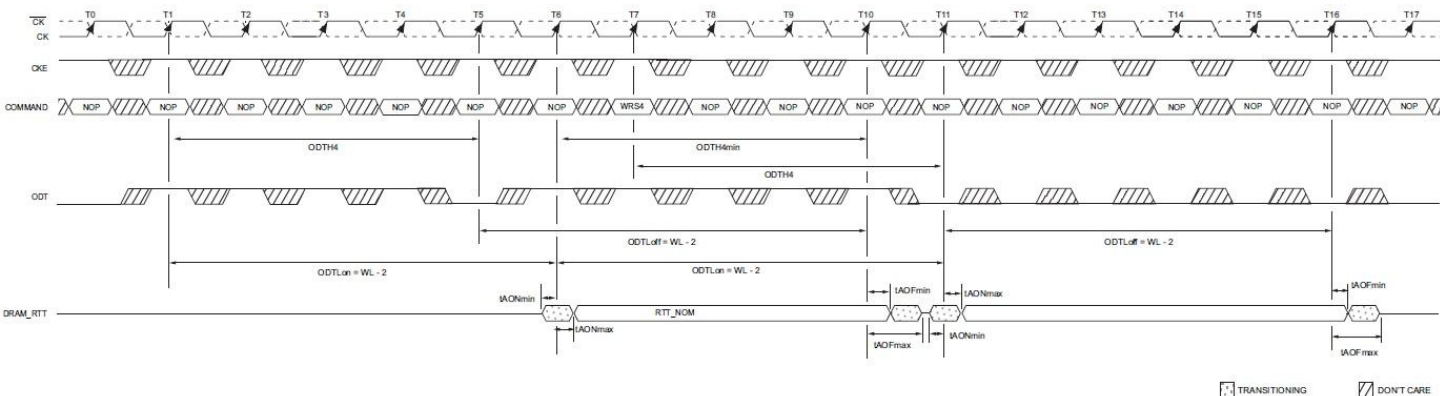 T0 T1 T2 T3 T4 T5 T6 T7 T8 T9 T10 T11 T12 T13 T14 T15 T16 T17
CK
CK
CKE
COMMAND NOP NOP NOP NOP NOP NOP NOP WRS4 NOP NOP NOP NOP NOP NOP NOP NOP NOP NOP
ODTH4 ODTH4min
ODTH4
ODT
ODTLoff = WL - 2 ODTLoff = WL - 2
ODTLon = WL - 2 ODTLon = WL - 2
tAONmin tAOFmin tAONmax tAOFmin
DRAM_RTT RTT_NOM
tAONmax tAOFmax tAONmin tAOFmax
TRANSITIONING DON'T CARE